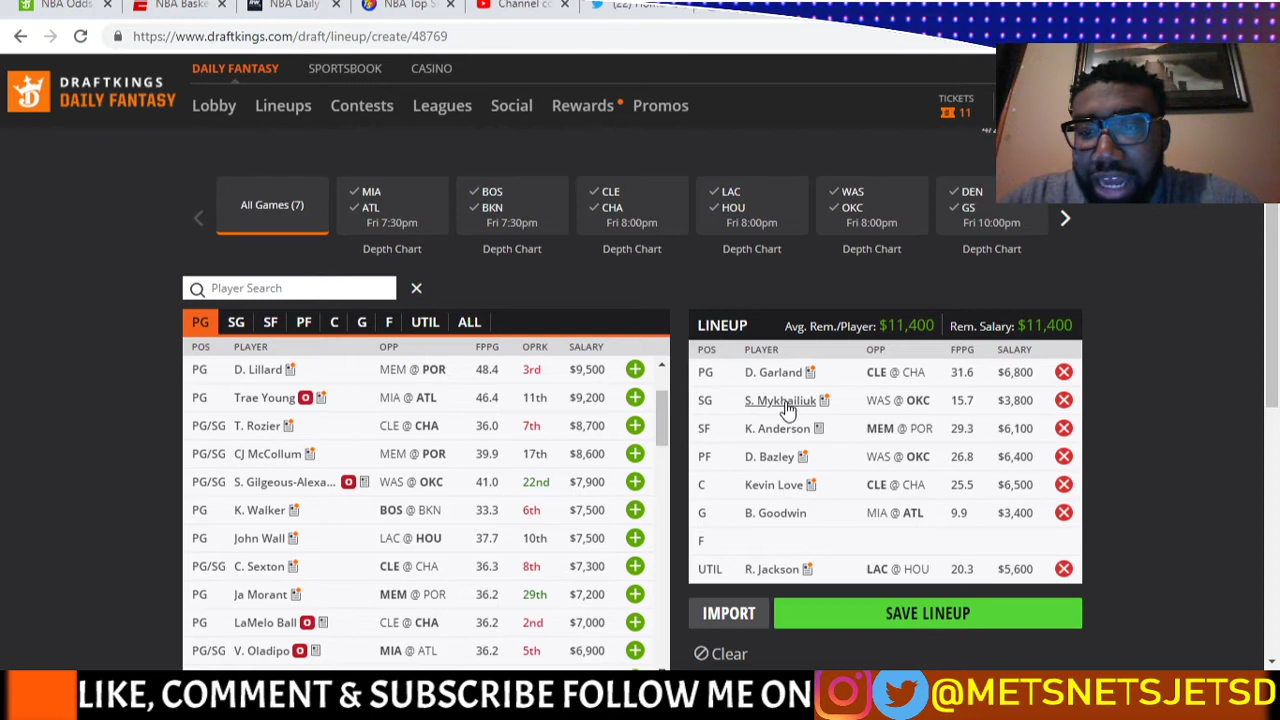 NBA Odds × NBA Baske × NBA Daily × NBA Top S × Channel co ×
https://www.draftkings.com/draft/lineup/create/48769
DRAFTKINGS
DAILY FANTASY
DAILY FANTASY SPORTSBOOK CASINO
Lobby Lineups Contests Leagues Social Rewards Promos
TICKETS
11
All Games (7)
MIA
ATL
Fri 7:30pm
Depth Chart
BOS
BKN
Fri 7:30pm
Depth Chart
CLE
CHA
Fri 8:00pm
Depth Chart
LAC
HOU
Fri 8:00pm
Depth Chart
WAS
OKC
Fri 8:00pm
Depth Chart
DEN
GS
Fri 10:00pm
Depth Chart
Player Search
PG SG SF PF C G F UTIL ALL
POS PLAYER OPP FPPG OPRK SALARY
PG D. Lillard MEM @ POR 48.4 3rd $9,500
PG Trae Young O MIA @ ATL 46.4 11th $9,200
PG/SG T. Rozier CLE @ CHA 36.0 7th $8,700
PG/SG CJ McCollum MEM @ POR 39.9 17th $8,600
PG/SG S. Gilgeous-Alexa... O WAS @ OKC 41.0 22nd $7,900
PG K. Walker BOS @ BKN 33.3 6th $7,500
PG John Wall LAC @ HOU 37.7 10th $7,500
PG/SG C. Sexton CLE @ CHA 36.3 8th $7,300
PG Ja Morant MEM @ POR 36.2 29th $7,200
PG LaMelo Ball O CLE @ CHA 36.2 2nd $7,000
PG/SG V. Oladipo O MIA @ ATL 36.2 5th $6,900
LINEUP Avg. Rem./Player: $11,400 Rem. Salary: $11,400
POS PLAYER OPP FPPG SALARY
PG D. Garland CLE @ CHA 31.6 $6,800
SG S. Mykhailiuk WAS @ OKC 15.7 $3,800
SF K. Anderson MEM @ POR 29.3 $6,100
PF D. Bazley WAS @ OKC 26.8 $6,400
C Kevin Love CLE @ CHA 25.5 $6,500
G B. Goodwin MIA @ ATL 9.9 $3,400
F
UTIL R. Jackson LAC @ HOU 20.3 $5,600
IMPORT SAVE LINEUP
Clear
LIKE, COMMENT & SUBSCRIBE FOLLOW ME ON @METSNETSJETSD